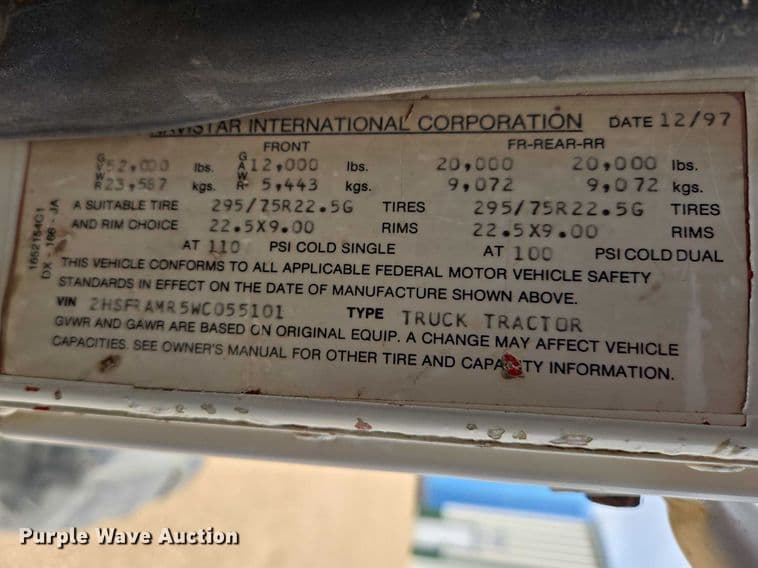 NAVISTAR INTERNATIONAL CORPORATION DATE 12/97
FRONT FR-REAR-RR
GVWR 52,000 lbs. GAWR 12,000 lbs. 20,000 20,000 lbs.
23,587 kgs. 5,443 kgs. 9,072 9,072 kgs.
A SUITABLE TIRE 295/75R22.5G TIRES 295/75R22.5G TIRES
AND RIM CHOICE 22.5X9.00 RIMS 22.5X9.00 RIMS
AT 110 PSI COLD SINGLE AT 100 PSI COLD DUAL
THIS VEHICLE CONFORMS TO ALL APPLICABLE FEDERAL MOTOR VEHICLE SAFETY
STANDARDS IN EFFECT ON THE DATE OF MANUFACTURE SHOWN ABOVE.
VIN 2HSFRAMR5WC055101 TYPE TRUCK TRACTOR
GVWR AND GAWR ARE BASED ON ORIGINAL EQUIP. A CHANGE MAY AFFECT VEHICLE
CAPACITIES. SEE OWNER'S MANUAL FOR OTHER TIRE AND CAPACITY INFORMATION.
1652154C1
DX - 166 - JA
Purple Wave Auction